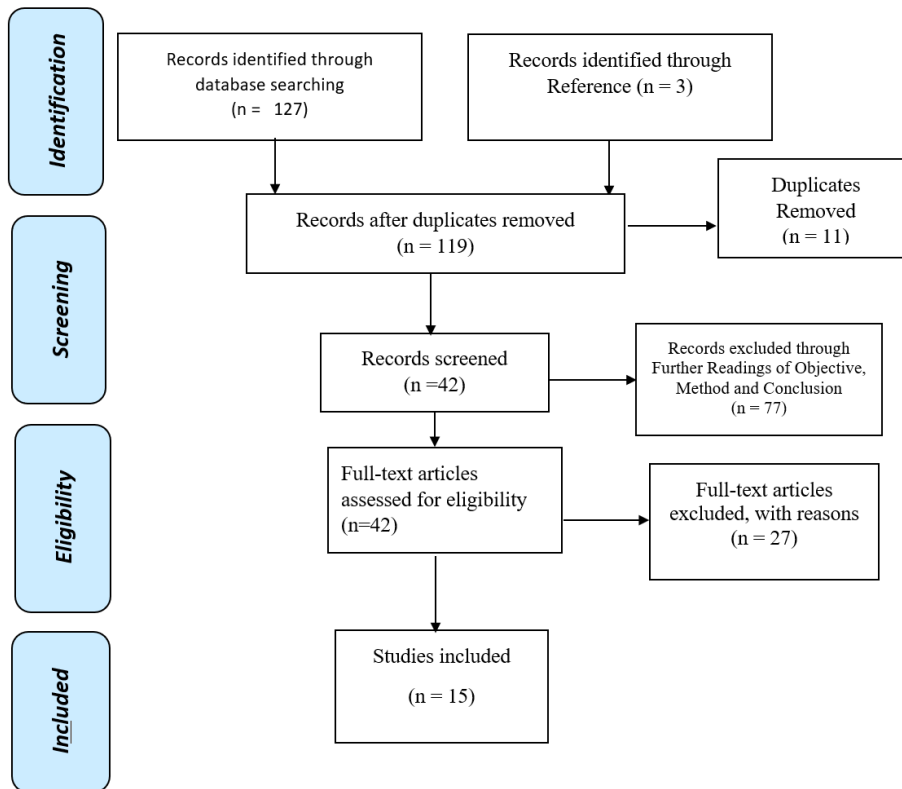 Identification
Records identified through
database searching
(n = 127)
Records identified through
Reference (n = 3)
Records after duplicates removed
(n = 119)
Duplicates
Removed
(n = 11)
Screening
Records screened
(n =42)
Records excluded through
Further Readings of Objective,
Method and Conclusion
(n = 77)
Eligibility
Full-text articles
assessed for eligibility
(n=42)
Full-text articles
excluded, with reasons
(n = 27)
Included
Studies included
(n = 15)